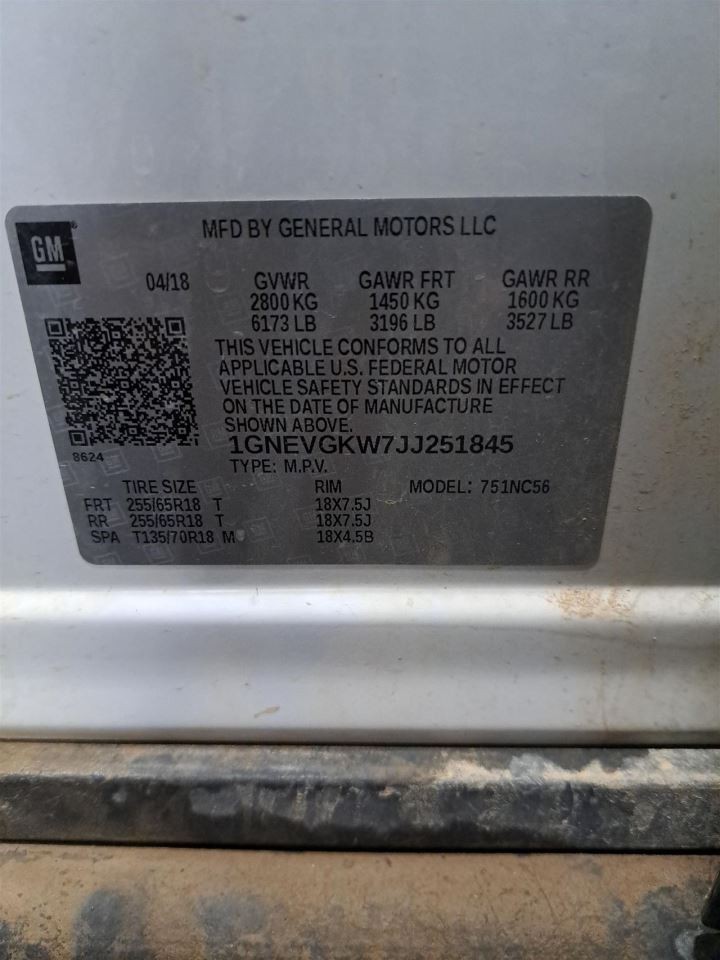 GM
MFD BY GENERAL MOTORS LLC
04/18 GVWR GAWR FRT GAWR RR
2800 KG 1450 KG 1600 KG
6173 LB 3196 LB 3527 LB
THIS VEHICLE CONFORMS TO ALL
APPLICABLE U.S. FEDERAL MOTOR
VEHICLE SAFETY STANDARDS IN EFFECT
ON THE DATE OF MANUFACTURE
SHOWN ABOVE.
1GNEVGKW7JJ251845
8624
TYPE: M.P.V.
TIRE SIZE RIM MODEL: 751NC56
FRT 255/65R18 T 18X7.5J
RR 255/65R18 T 18X7.5J
SPA T135/70R18 M 18X4.5B